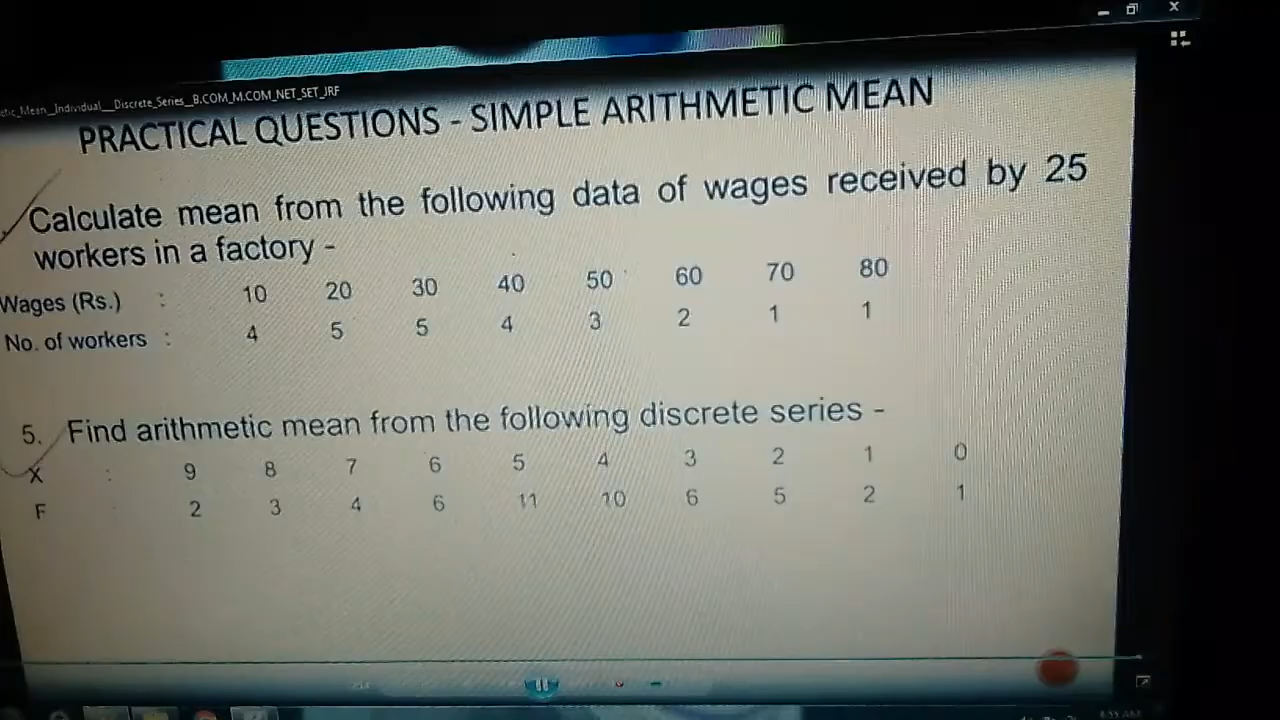 etic_Mean_Individual__Discrete_Series_B.COM_M.COM_NET_SET_JRF
PRACTICAL QUESTIONS - SIMPLE ARITHMETIC MEAN
Calculate mean from the following data of wages received by 25
workers in a factory -
Wages (Rs.) : 10 20 30 40 50 60 70 80
No. of workers : 4 5 5 4 3 2 1 1
5. Find arithmetic mean from the following discrete series -
X : 9 8 7 6 5 4 3 2 1 0
F 2 3 4 6 11 10 6 5 2 1